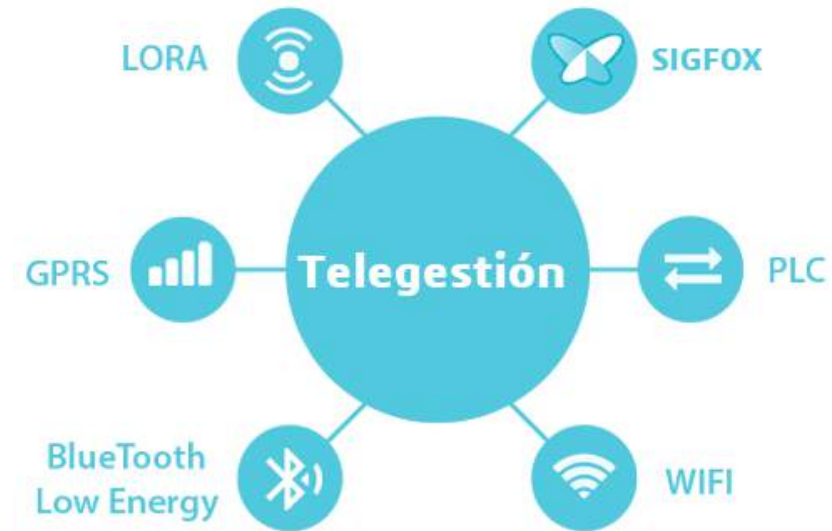 LORA
SIGFOX
GPRS
Telegestión
PLC
BlueTooth
Low Energy
WIFI